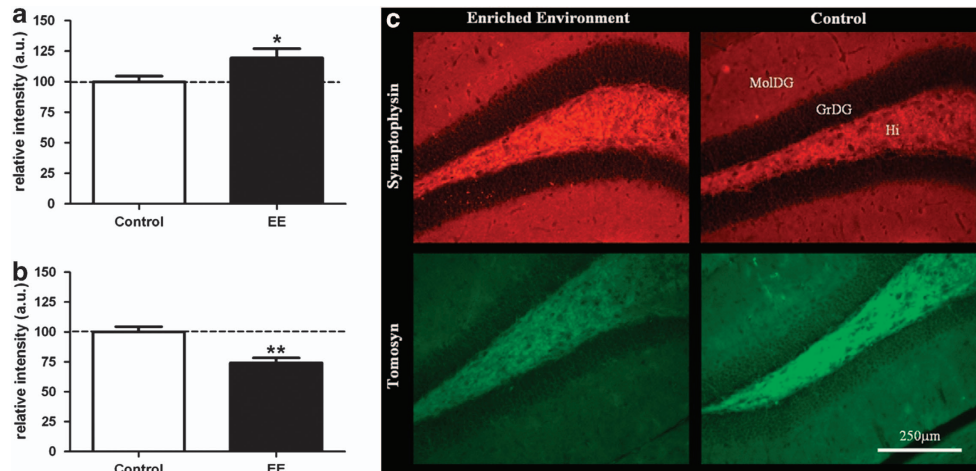 a
relative intensity (a.u.)
150
125
100
75
50
25
0
*
Control
EE
b
relative intensity (a.u.)
150
125
100
75
50
25
0
**
Control
EE
c
Enriched Environment
Control
Synaptophysin
MolDG
GrDG
Hi
Tomosyn
250µm